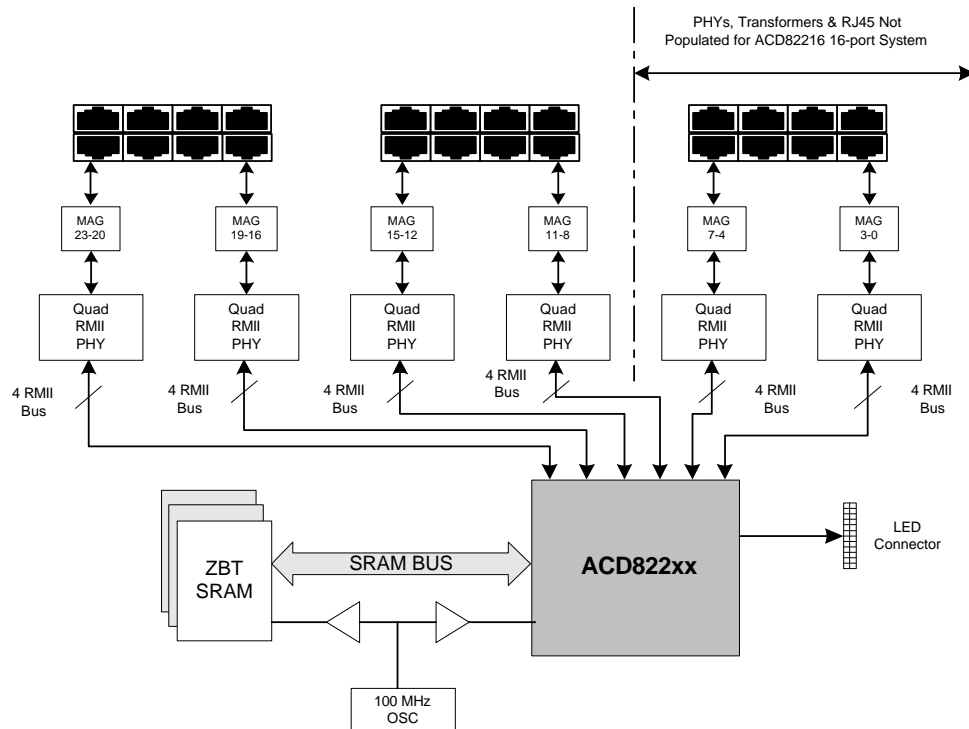 PHYs, Transformers & RJ45 Not
Populated for ACD82216 16-port System
MAG
23-20
MAG
19-16
MAG
15-12
MAG
11-8
MAG
7-4
MAG
3-0
Quad
RMII
PHY
Quad
RMII
PHY
Quad
RMII
PHY
Quad
RMII
PHY
Quad
RMII
PHY
Quad
RMII
PHY
4 RMII
Bus
4 RMII
Bus
4 RMII
Bus
4 RMII
Bus
4 RMII
Bus
4 RMII
Bus
ZBT
SRAM
SRAM BUS
ACD822xx
LED
Connector
100 MHz
OSC